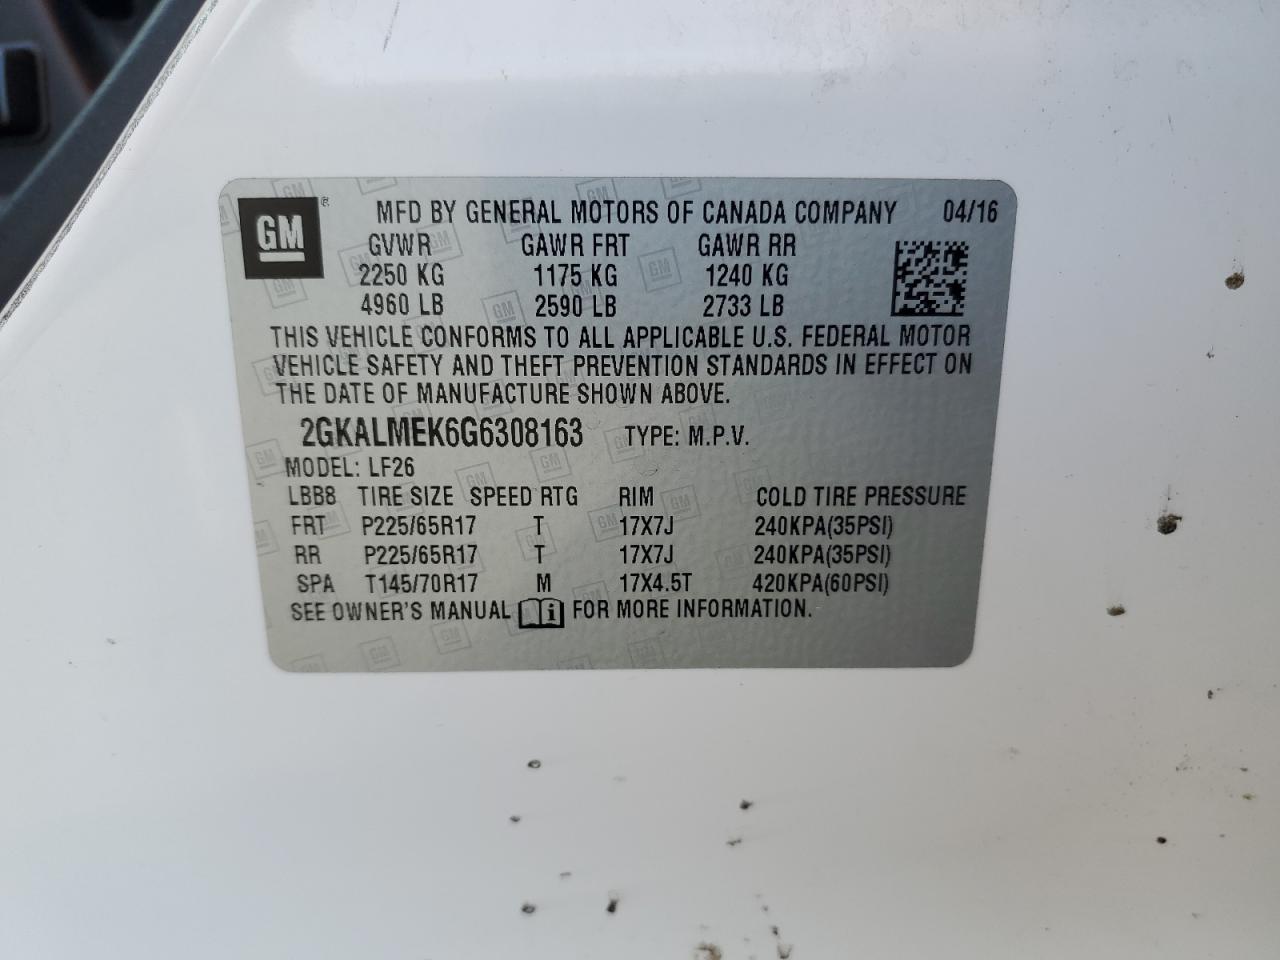 GM ® MFD BY GENERAL MOTORS OF CANADA COMPANY 04/16
GVWR GAWR FRT GAWR RR
2250 KG 1175 KG 1240 KG
4960 LB 2590 LB 2733 LB
THIS VEHICLE CONFORMS TO ALL APPLICABLE U.S. FEDERAL MOTOR
VEHICLE SAFETY AND THEFT PREVENTION STANDARDS IN EFFECT ON
THE DATE OF MANUFACTURE SHOWN ABOVE.
2GKALMEK6G6308163 TYPE: M.P.V.
MODEL: LF26
LBB8 TIRE SIZE SPEED RTG RIM COLD TIRE PRESSURE
FRT P225/65R17 T 17X7J 240KPA(35PSI)
RR P225/65R17 T 17X7J 240KPA(35PSI)
SPA T145/70R17 M 17X4.5T 420KPA(60PSI)
SEE OWNER'S MANUAL i FOR MORE INFORMATION.